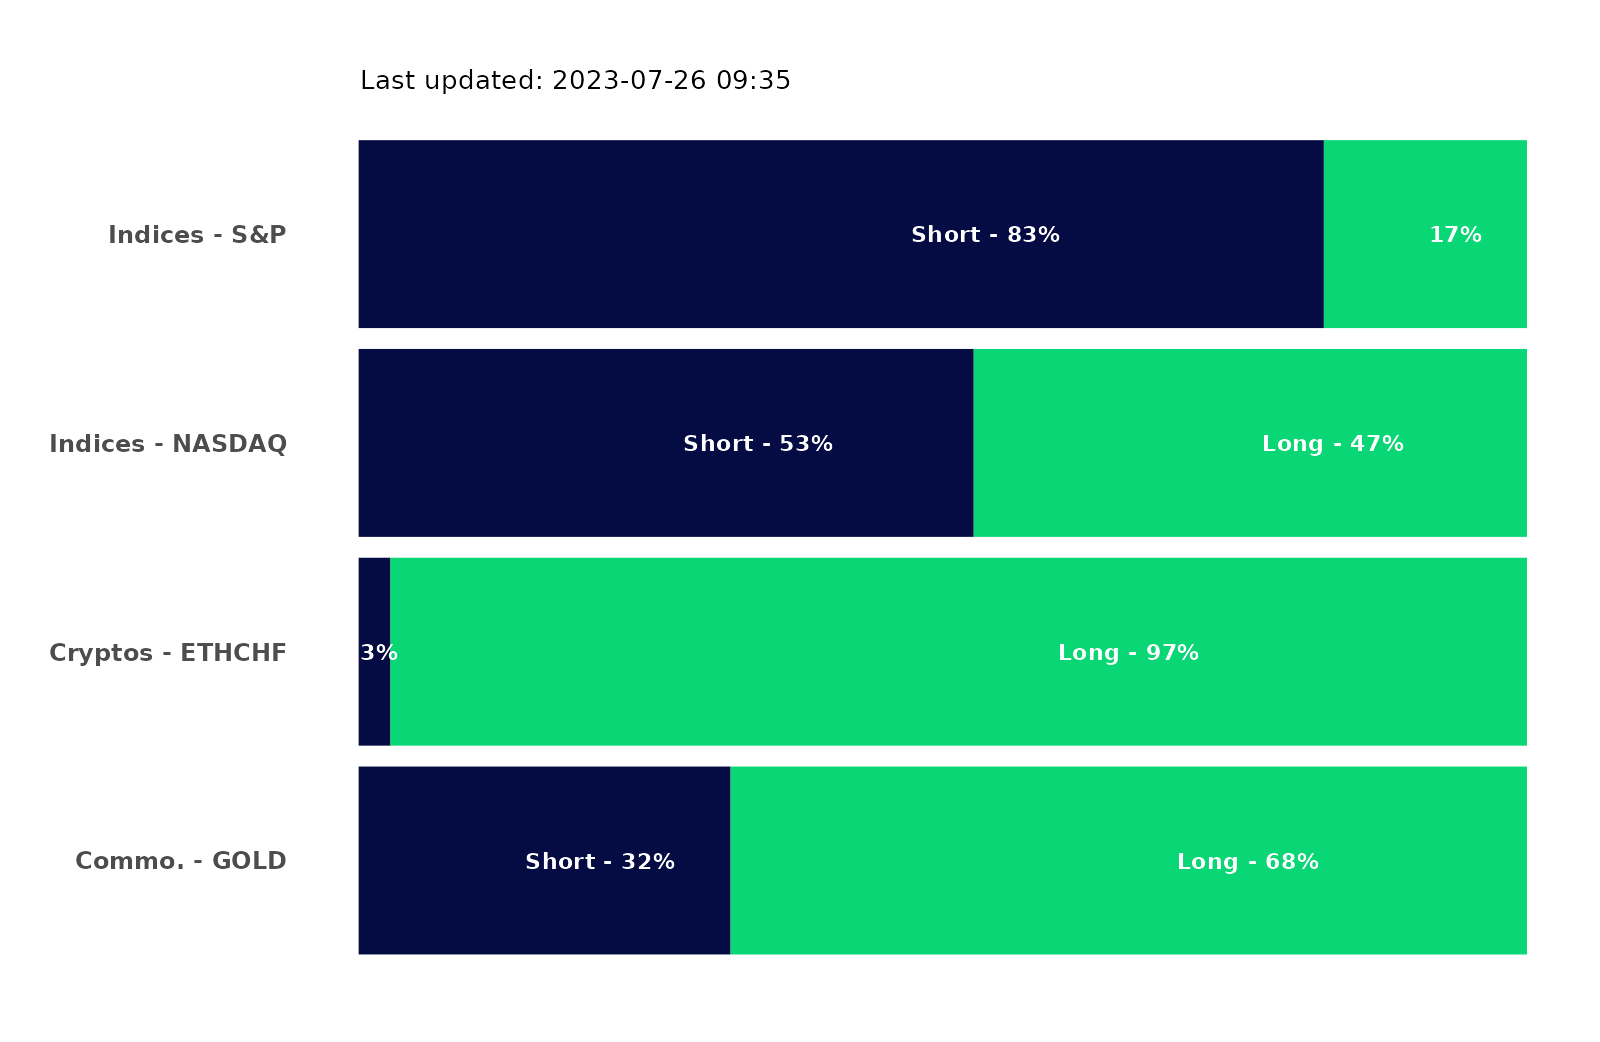 Last updated: 2023-07-26 09:35
Indices - S&P
Short - 83%
17%
Indices - NASDAQ
Short - 53%
Long - 47%
Cryptos - ETHCHF
3%
Long - 97%
Commo. - GOLD
Short - 32%
Long - 68%